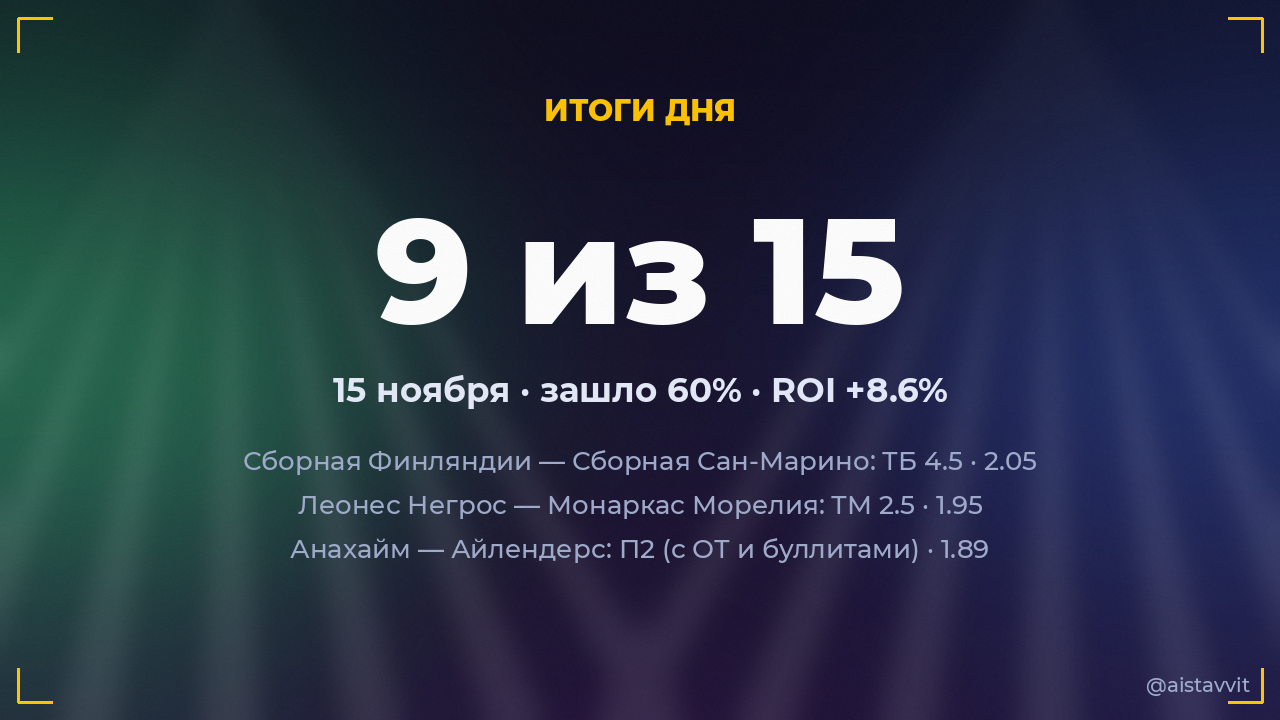 ИТОГИ ДНЯ
9 из 15
15 ноября · зашло 60% · ROI +8.6%
Сборная Финляндии — Сборная Сан-Марино: ТБ 4.5 · 2.05
Леонес Негрос — Монаркас Морелия: ТМ 2.5 · 1.95
Анахайм — Айлендерс: П2 (с ОТ и буллитами) · 1.89
@aistavvit